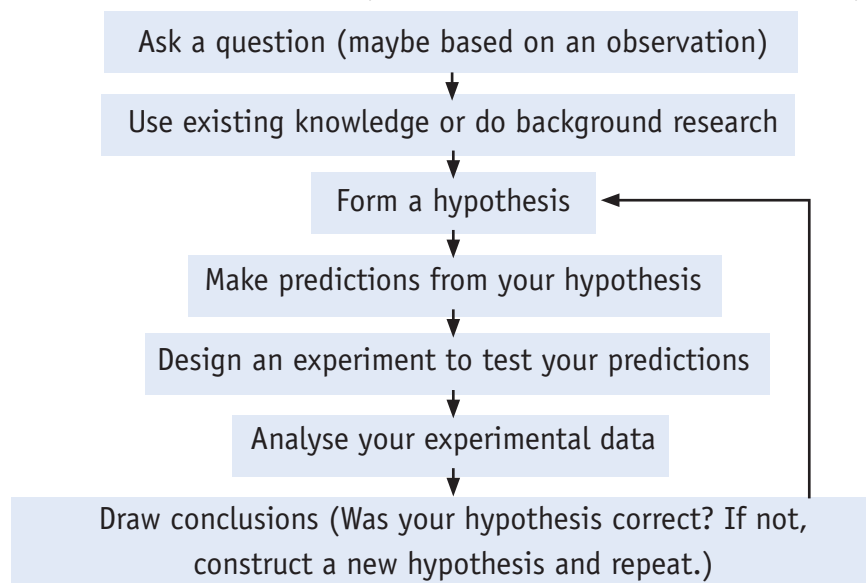 Ask a question (maybe based on an observation)
Use existing knowledge or do background research
Form a hypothesis
Make predictions from your hypothesis
Design an experiment to test your predictions
Analyse your experimental data
Draw conclusions (Was your hypothesis correct? If not,
construct a new hypothesis and repeat.)